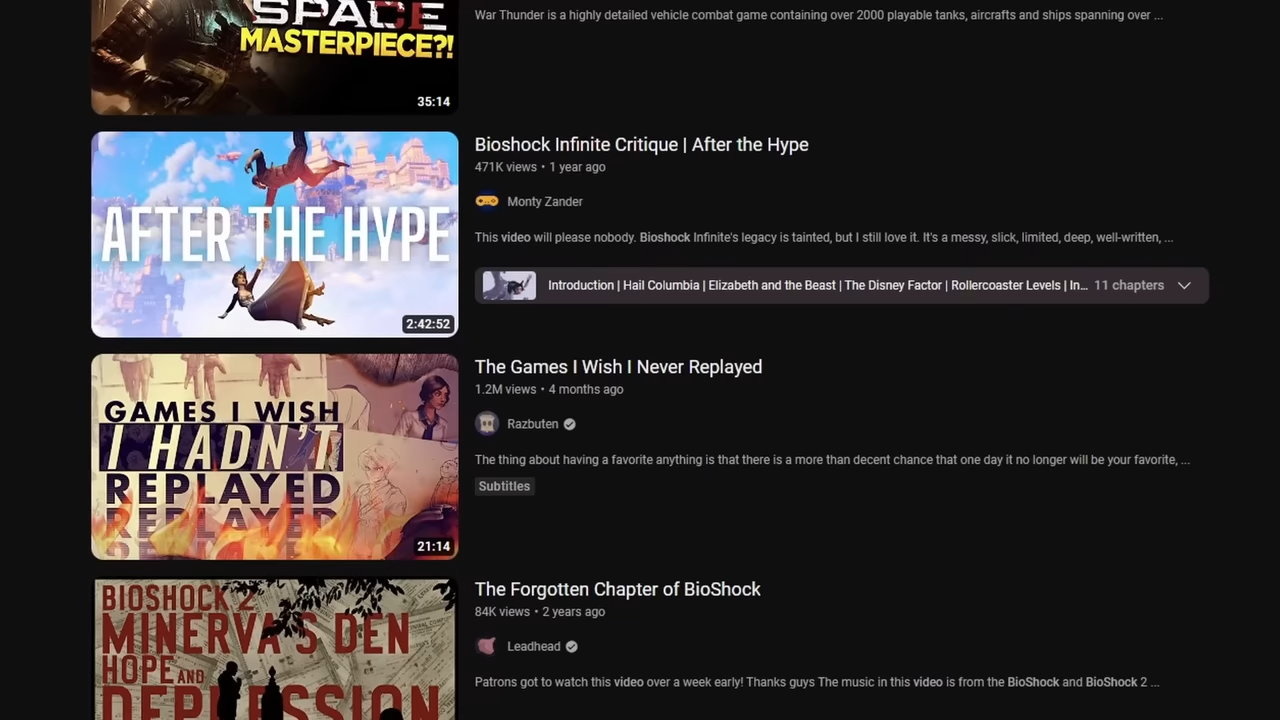 SPACE
MASTERPIECE?!
35:14
War Thunder is a highly detailed vehicle combat game containing over 2000 playable tanks, aircrafts and ships spanning over ...
AFTER THE HYPE
2:42:52
Bioshock Infinite Critique | After the Hype
471K views • 1 year ago
Monty Zander
This video will please nobody. Bioshock Infinite's legacy is tainted, but I still love it. It's a messy, slick, limited, deep, well-written, ...
Introduction | Hail Columbia | Elizabeth and the Beast | The Disney Factor | Rollercoaster Levels | In... 11 chapters
GAMES I WISH
I HADN'T
REPLAYED
REPLAYED
21:14
The Games I Wish I Never Replayed
1.2M views • 4 months ago
Razbuten
The thing about having a favorite anything is that there is a more than decent chance that one day it no longer will be your favorite, ...
Subtitles
BIOSHOCK 2
MINERVA'S DEN
HOPE AND
DEPRESSION
The Forgotten Chapter of BioShock
84K views • 2 years ago
Leadhead
Patrons got to watch this video over a week early! Thanks guys The music in this video is from the BioShock and BioShock 2 ...